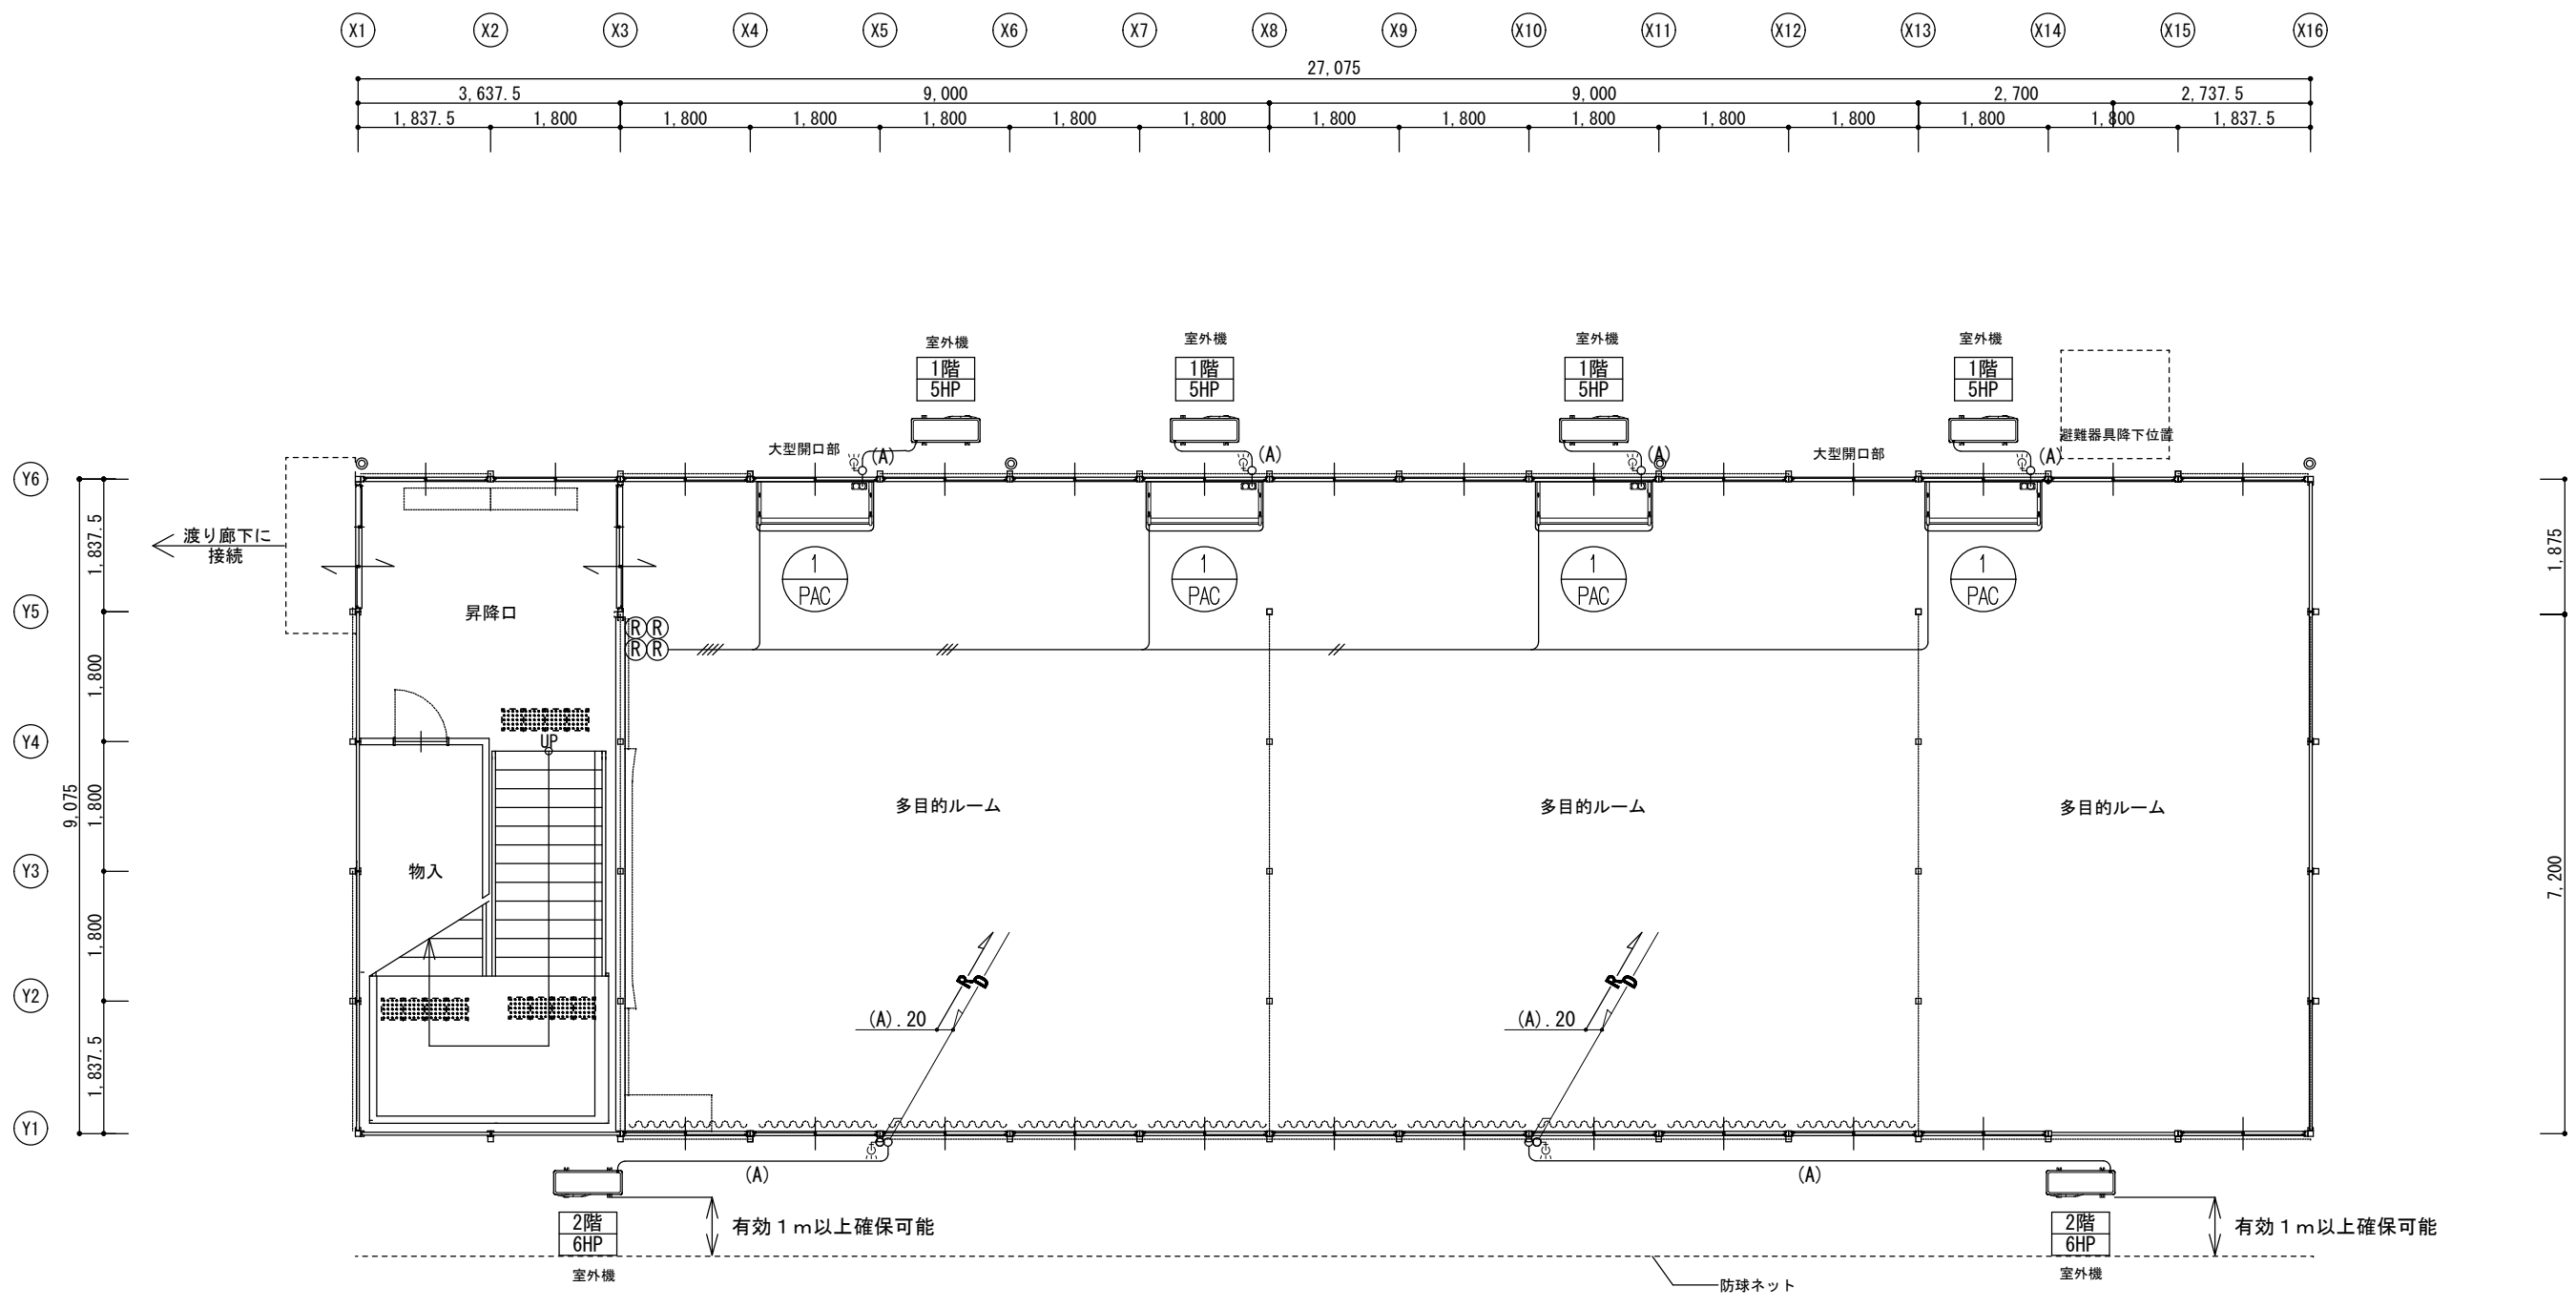 X1 X2 X3 X4 X5 X6 X7 X8 X9 X10 X11 X12 X13 X14 X15 X16
27,075
3,637.5 9,000 9,000 2,700 2,737.5
1,837.5 1,800 1,800 1,800 1,800 1,800 1,800 1,800 1,800 1,800 1,800 1,800 1,800 1,800 1,837.5
室外機 室外機 室外機 室外機
1階 1階 1階 1階
5HP 5HP 5HP 5HP
大型開口部 (A) (A) (A) 大型開口部 (A) 避難器具降下位置
Y6
渡り廊下に
接続
1,837.5
1,875
1 1 1 1
PAC PAC PAC PAC
Y5
昇降口
R R
R R
1,800
Y4
UP
9,075
1,800
多目的ルーム 多目的ルーム 多目的ルーム
Y3
物入
7,200
1,800
R R
D D
Y2
(A).20 (A).20
1,837.5
Y1
(A) (A)
2階 有効1m以上確保可能 2階 有効1m以上確保可能
6HP 6HP
室外機 室外機
防球ネット